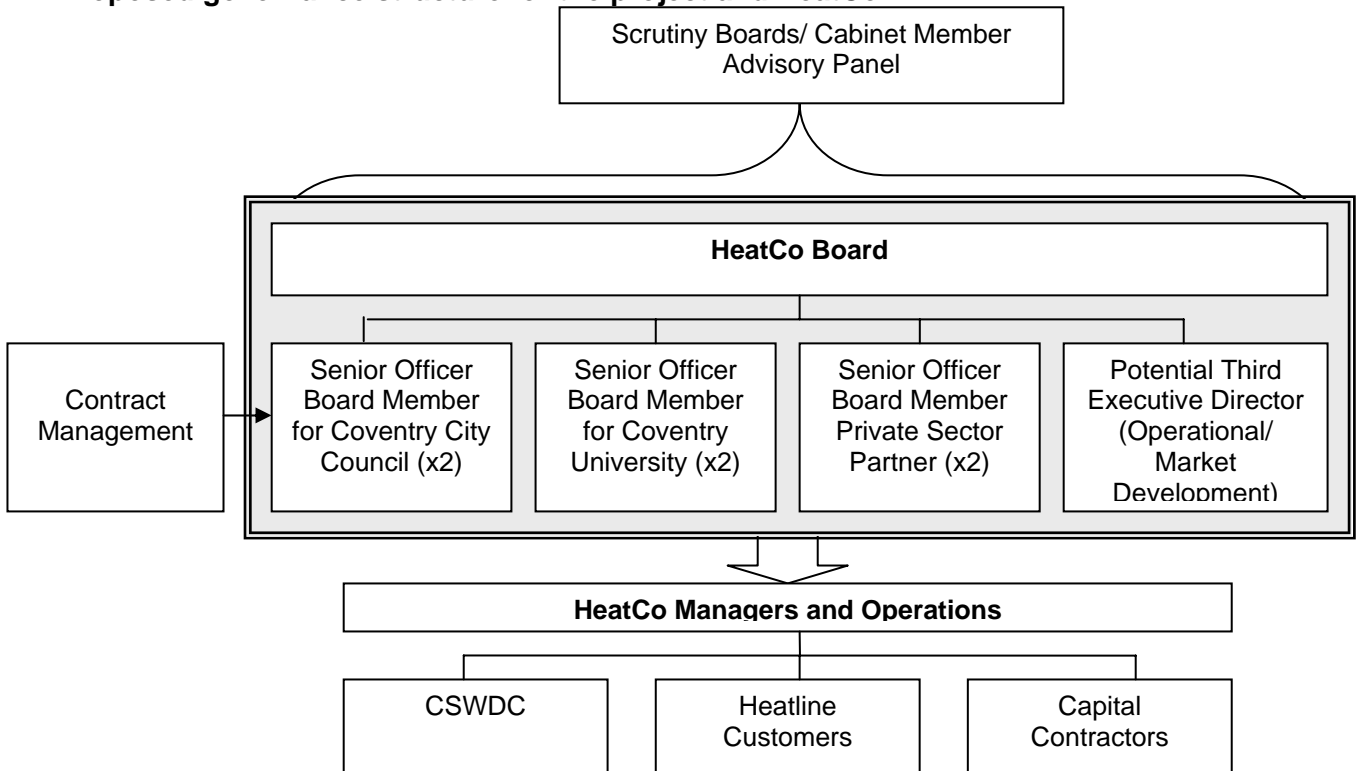 Scrutiny Boards/ Cabinet Member
Advisory Panel
HeatCo Board
Contract
Management
Senior Officer
Board Member
for Coventry City
Council (x2)
Senior Officer
Board Member
for Coventry
University (x2)
Senior Officer
Board Member
Private Sector
Partner (x2)
Potential Third
Executive Director
(Operational/
Market
Development)
HeatCo Managers and Operations
CSWDC
Heatline
Customers
Capital
Contractors